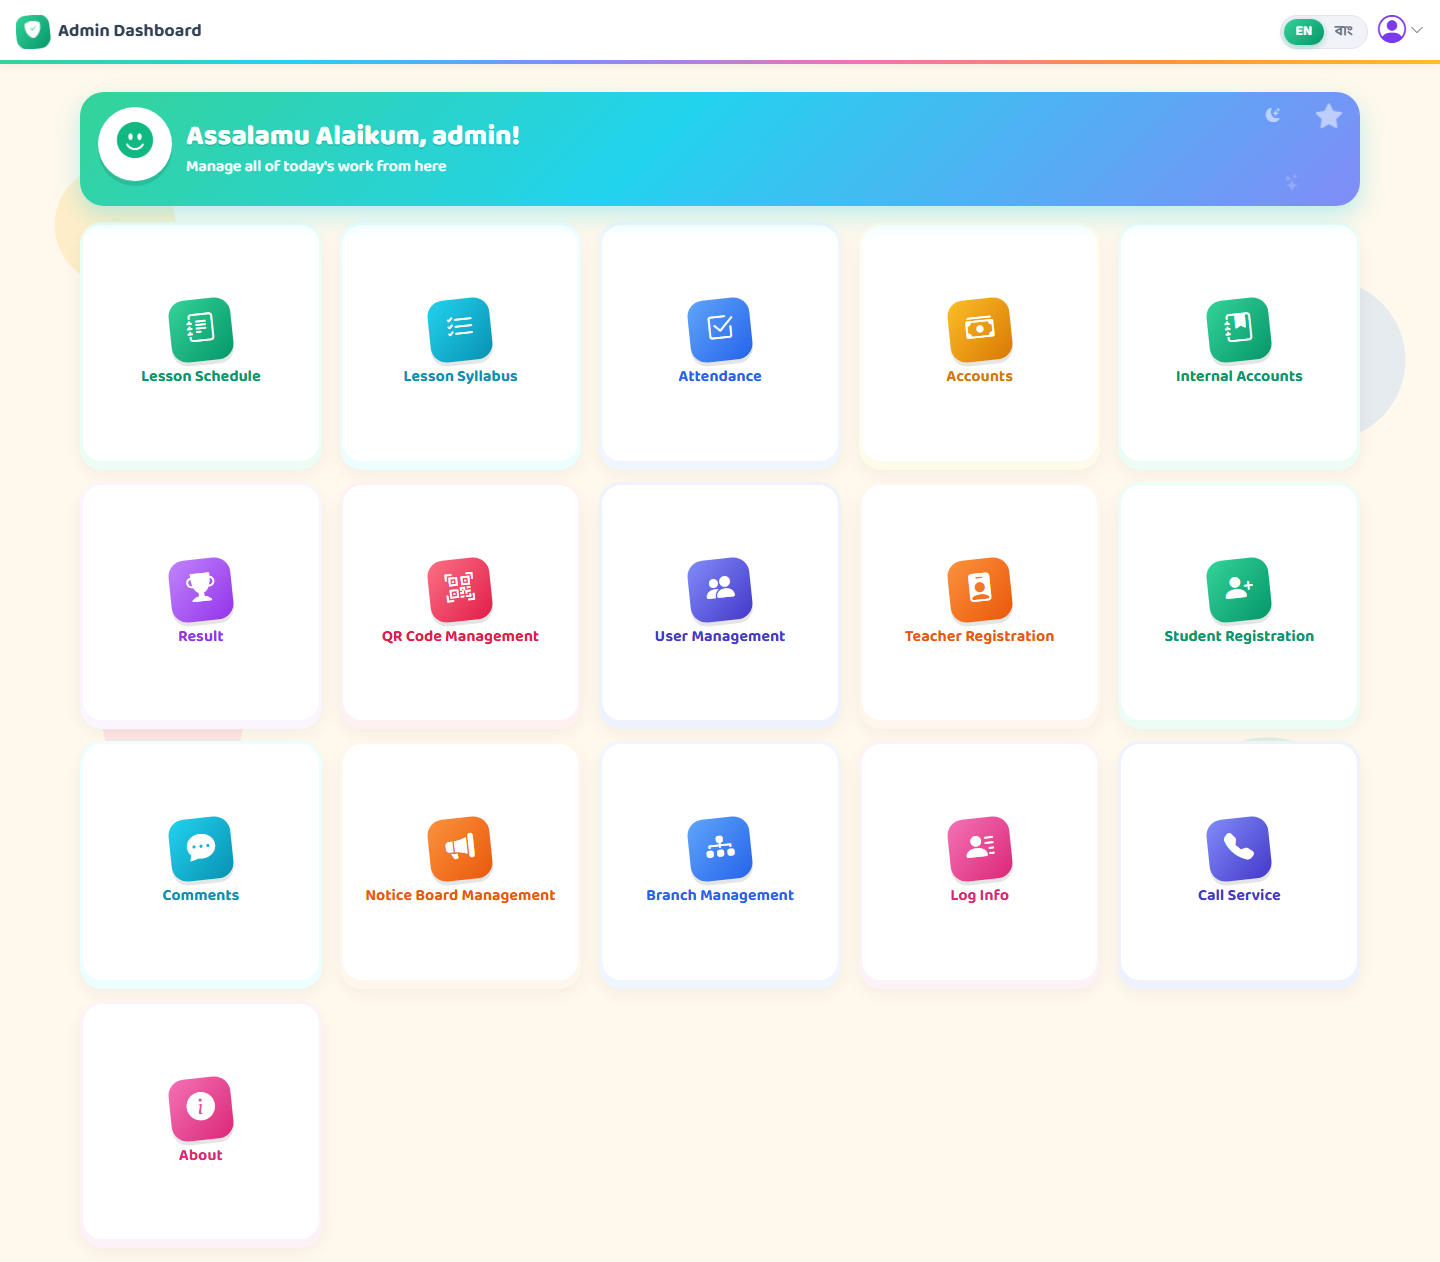 Admin Dashboard
EN বাং
Assalamu Alaikum, admin!
Manage all of today's work from here
Lesson Schedule
Lesson Syllabus
Attendance
Accounts
Internal Accounts
Result
QR Code Management
User Management
Teacher Registration
Student Registration
Comments
Notice Board Management
Branch Management
Log Info
Call Service
About